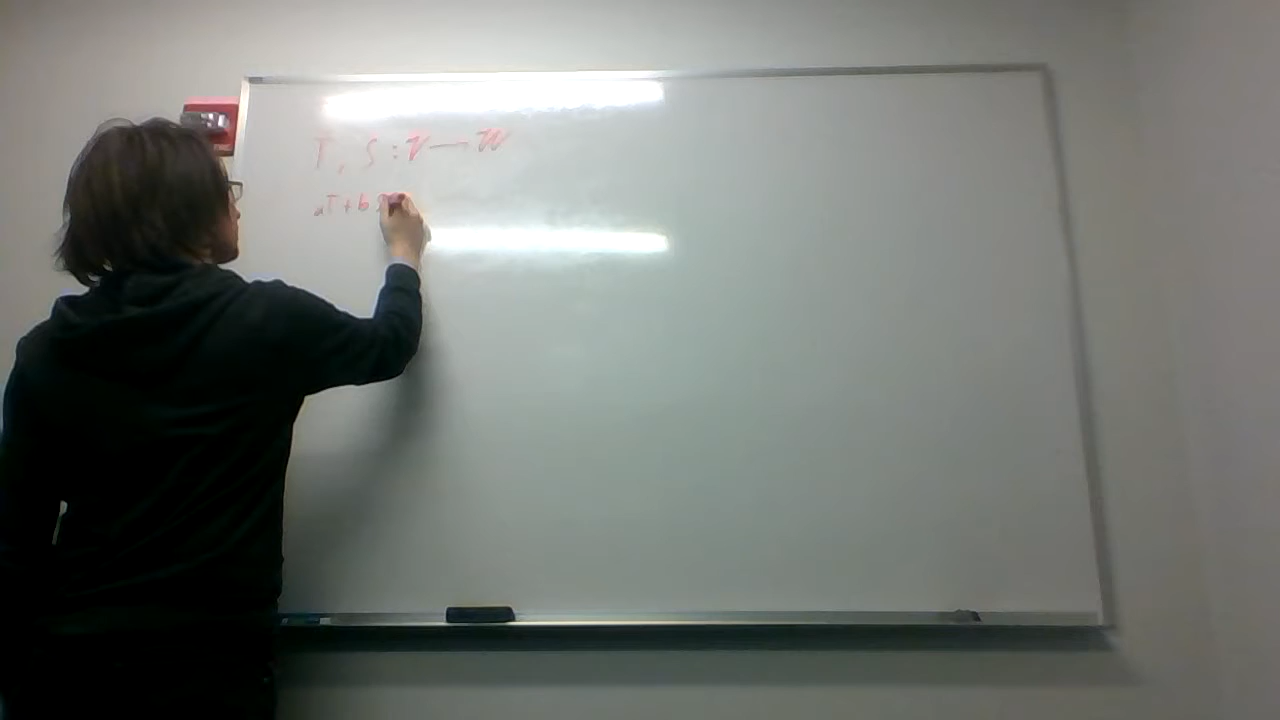 T, S : V — W
aT + b S